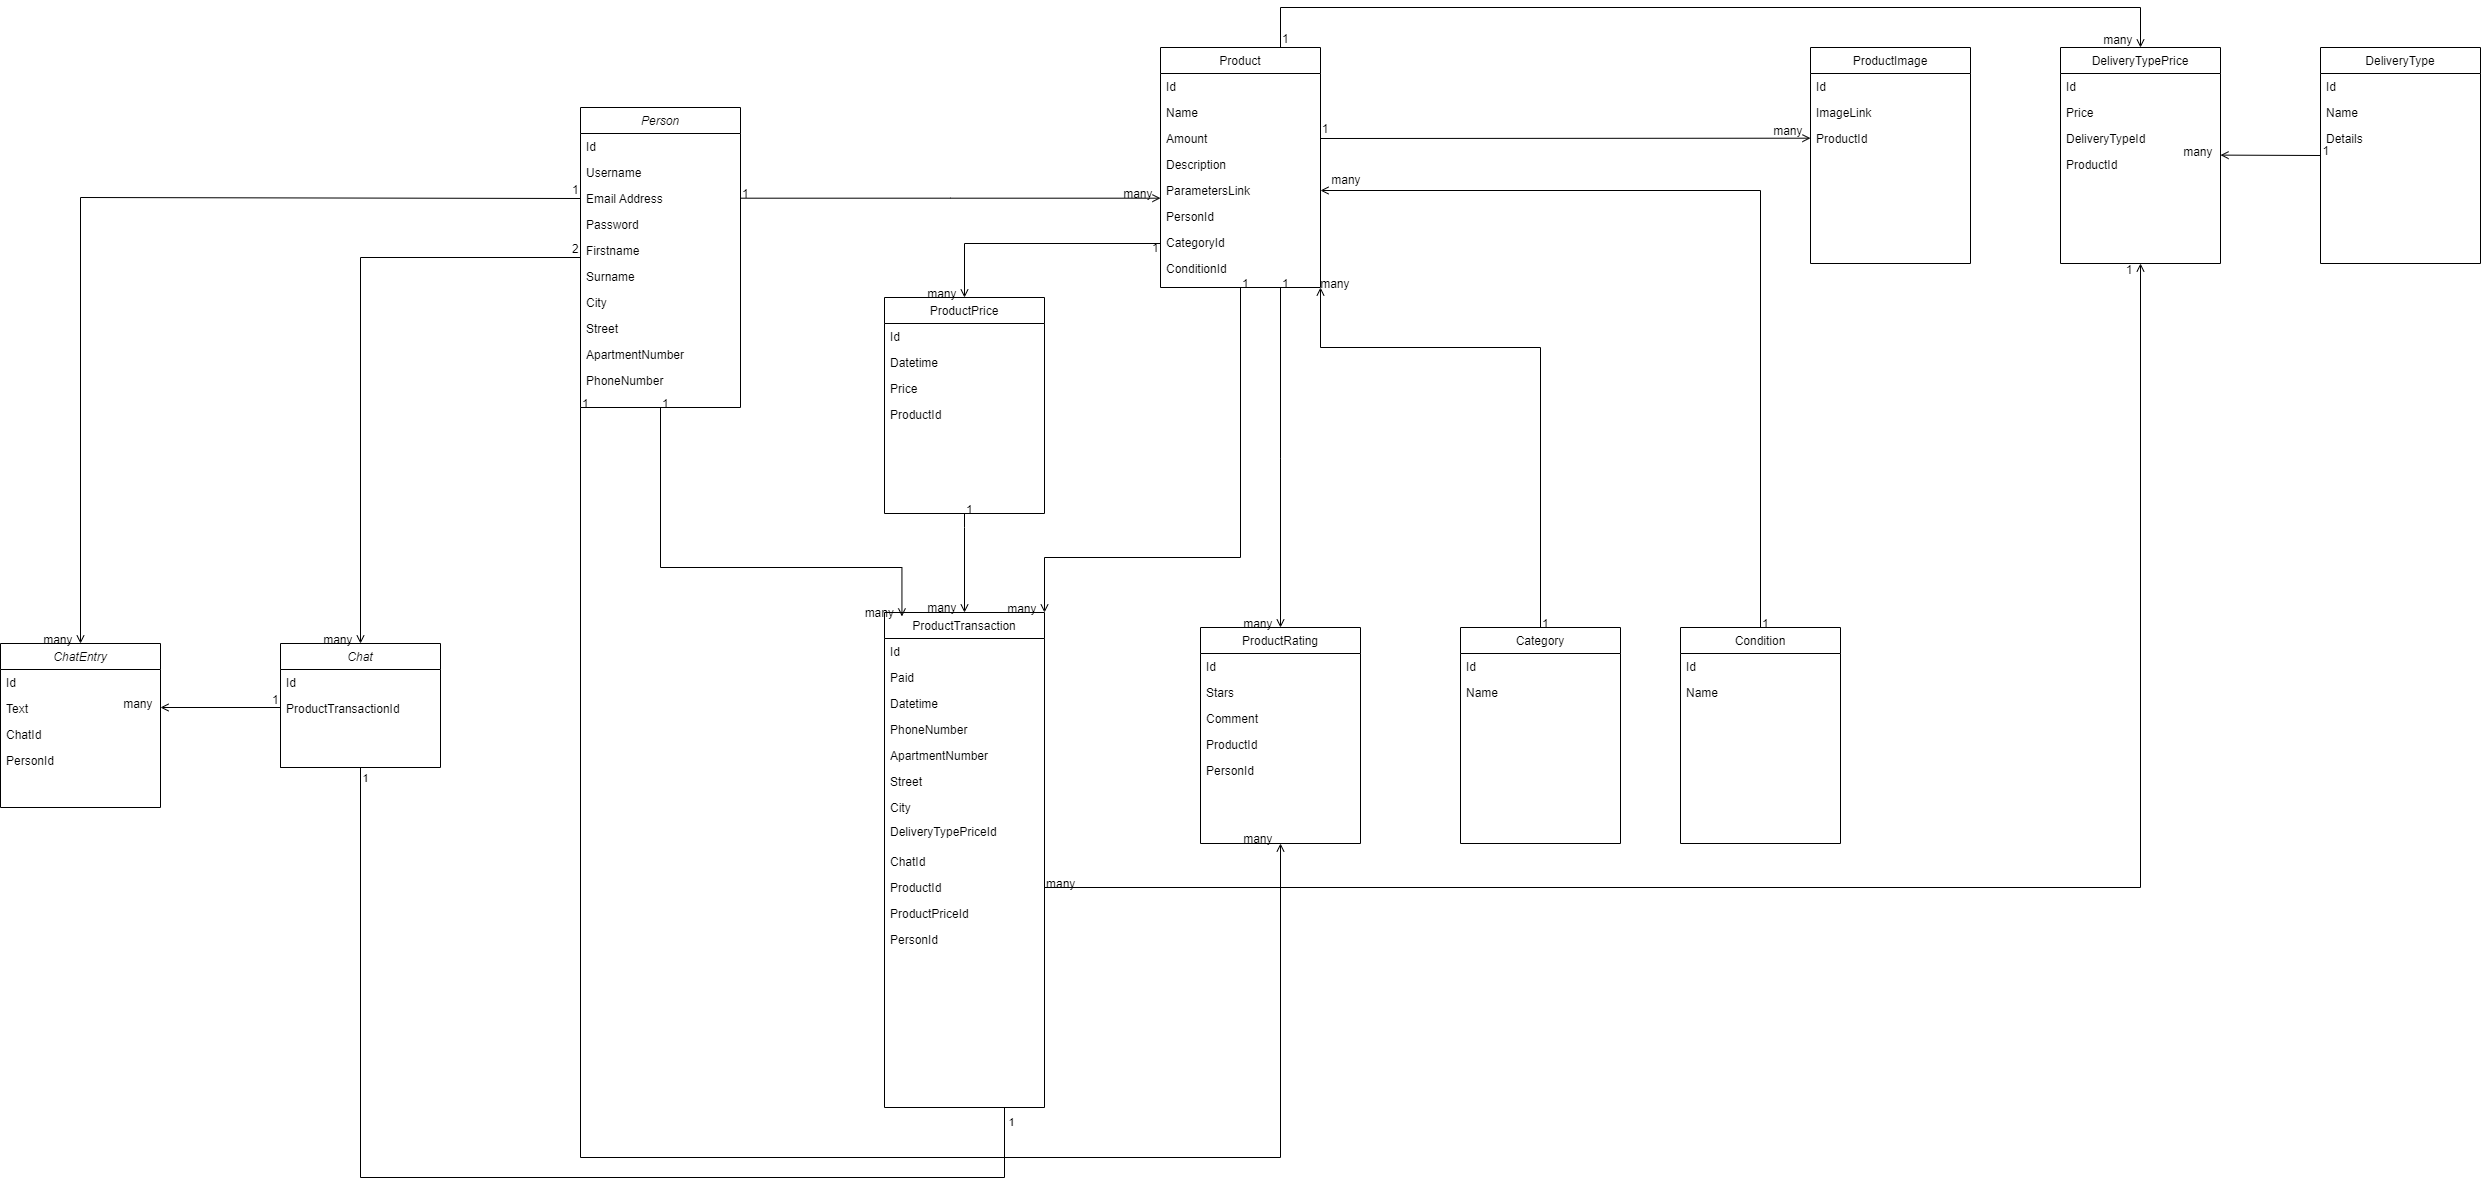 1
many
Product
Id
Name
Amount
Description
ParametersLink
PersonId
CategoryId
ConditionId
1
many
many
1
1
1
many
ProductImage
Id
ImageLink
ProductId
many
DeliveryTypePrice
Id
Price
DeliveryTypeId
ProductId
many
1
DeliveryType
Id
Name
Details
1
Person
Id
Username
Email Address
Password
Firstname
Surname
City
Street
ApartmentNumber
PhoneNumber
1
2
1
many
1
1
many
ProductPrice
Id
Datetime
Price
ProductId
1
many
ChatEntry
Id
Text
ChatId
PersonId
many
many
Chat
Id
ProductTransactionId
1
1
many
many
many
ProductTransaction
Id
Paid
Datetime
PhoneNumber
ApartmentNumber
Street
City
DeliveryTypePriceId
ChatId
ProductId
ProductPriceId
PersonId
many
1
many
ProductRating
Id
Stars
Comment
ProductId
PersonId
many
1
Category
Id
Name
1
Condition
Id
Name